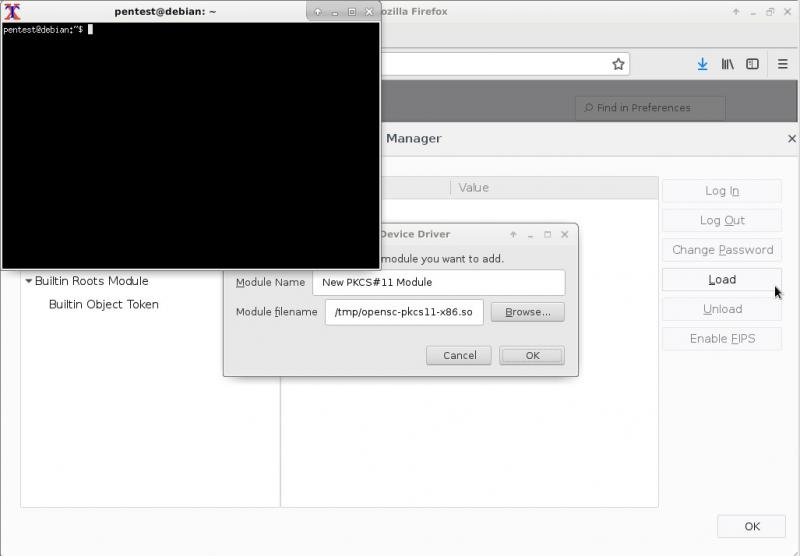 pentest@debian: ~
ozilla Firefox
pentest@debian:~$
Find in Preferences
Manager
Value
Log In
Log Out
Change Password
Load
Unload
Enable FIPS
Device Driver
module you want to add.
Module Name New PKCS#11 Module
Module filename /tmp/opensc-pkcs11-x86.so Browse...
Cancel OK
Builtin Roots Module
Builtin Object Token
OK